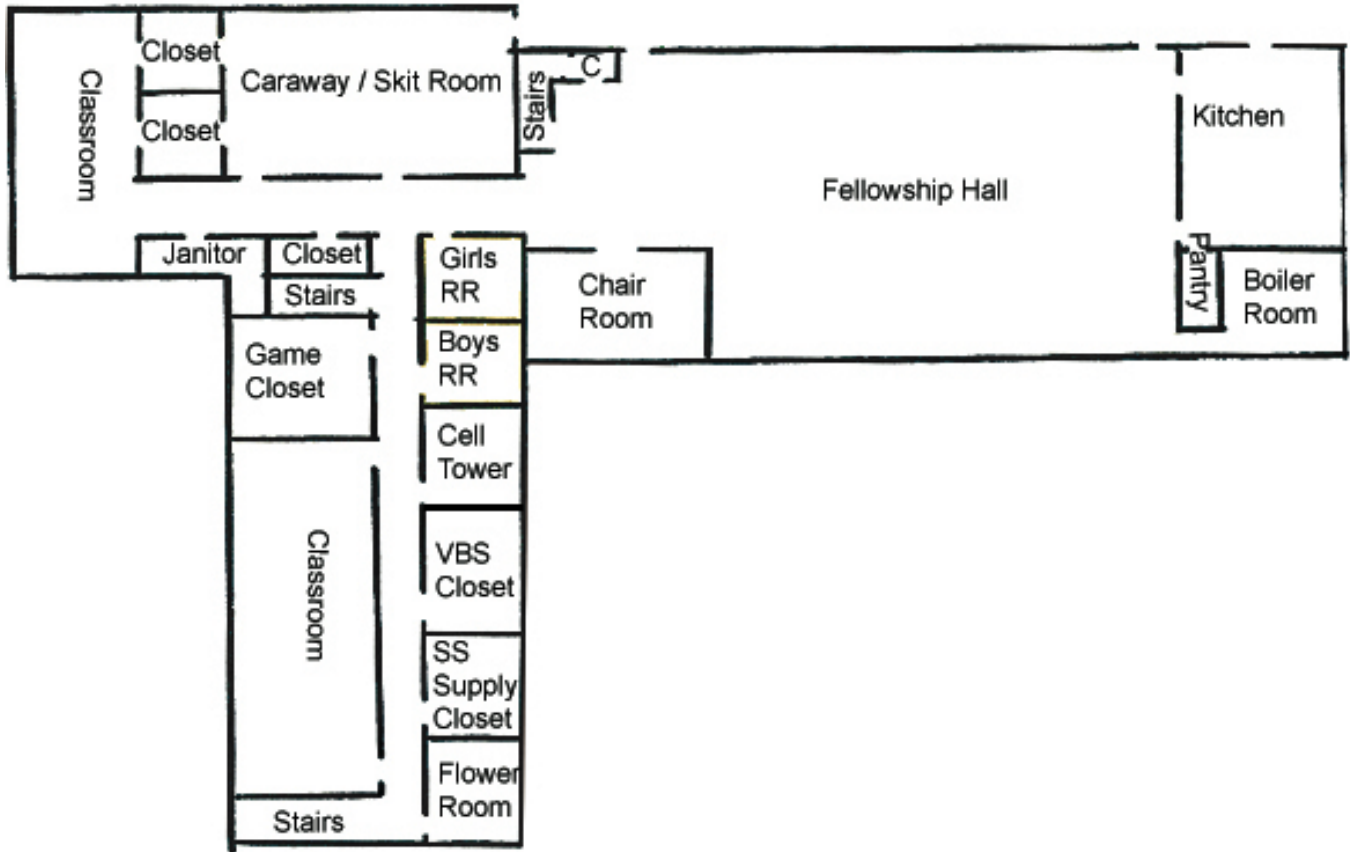 Classroom
Closet
Closet
Caraway / Skit Room
Stairs
C
Fellowship Hall
Kitchen
Pantry
Boiler
Room
Janitor
Closet
Stairs
Girls
RR
Chair
Room
Boys
RR
Game
Closet
Cell
Tower
Classroom
VBS
Closet
SS
Supply
Closet
Flower
Room
Stairs